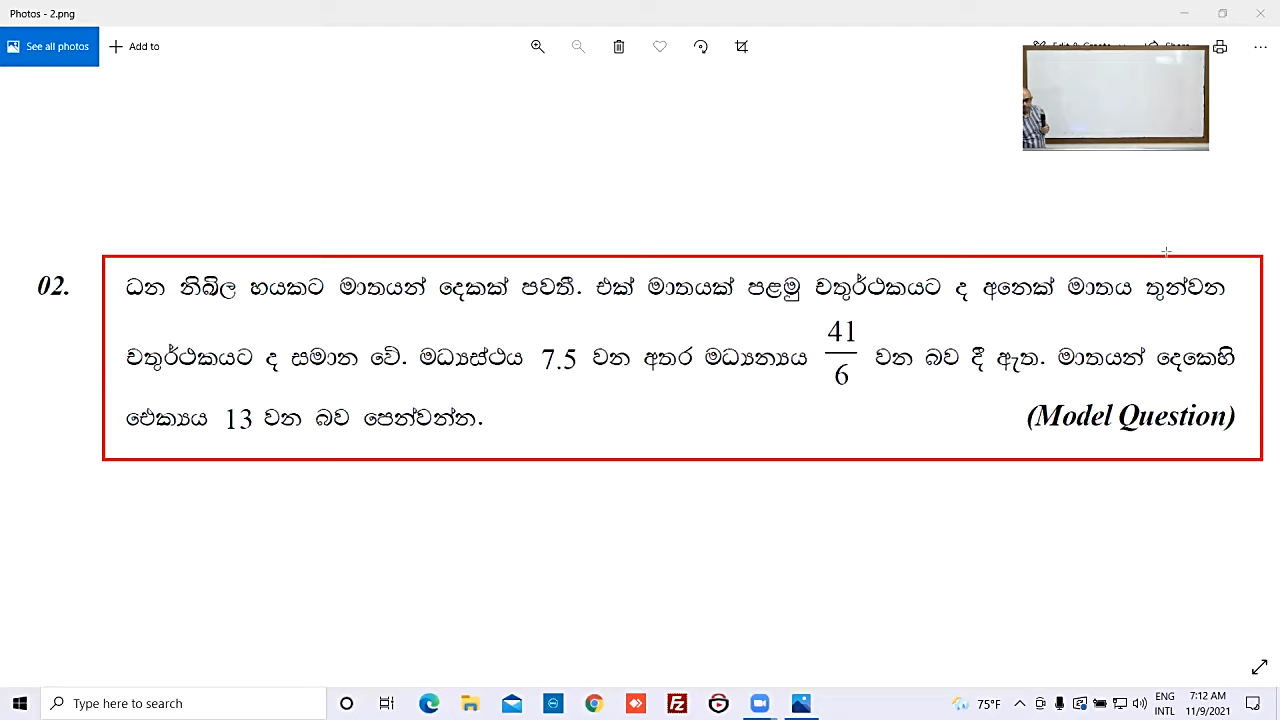 Photos - 2.png
See all photos
Add to
02. ධන නිඛිල හයකට මාතයන් දෙකක් පවතී. එක් මාතයක් පළමු චතුර්ථකයට ද අනෙක් මාතය තුන්වන
චතුර්ථකයට ද සමාන වේ. මධ්‍යස්ථය 7.5 වන අතර මධ්‍යන්‍යය 41/6 වන බව දී ඇත. මාතයන් දෙකෙහි
ඓක්‍යය 13 වන බව පෙන්වන්න. (Model Question)
Type here to search
75°F
ENG
INTL
7:12 AM
11/9/2021